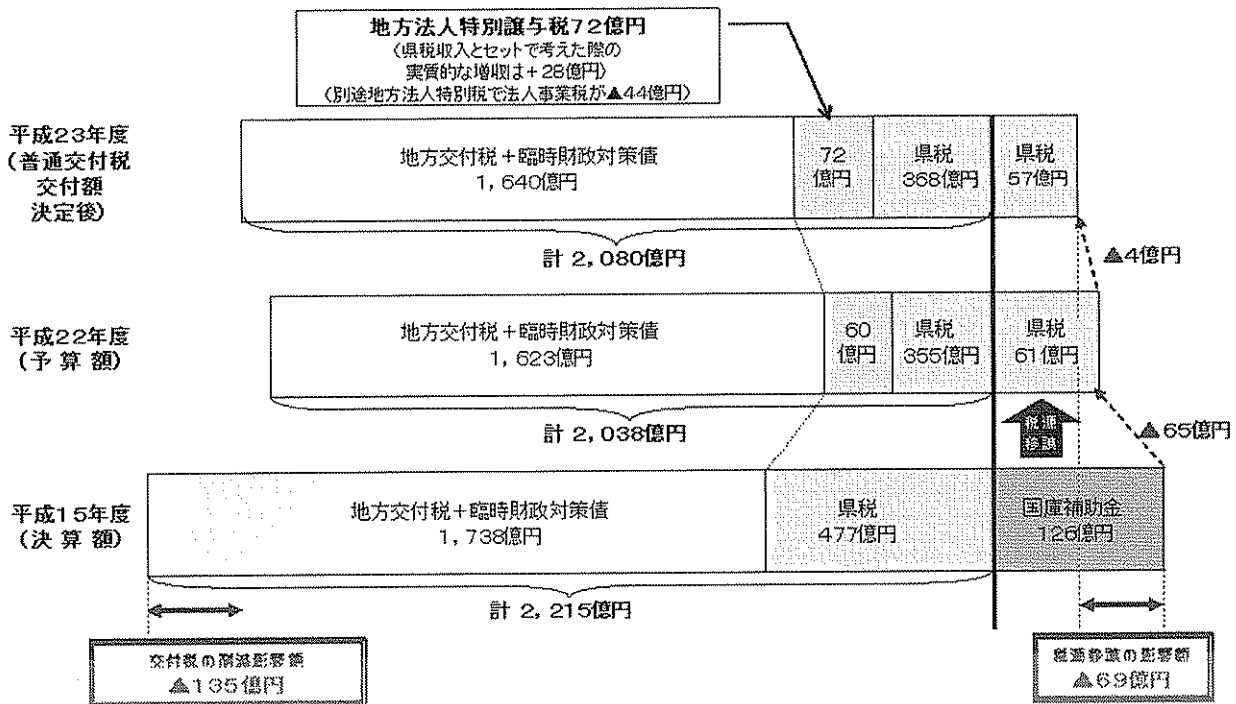 地方法人特別譲与税72億円
(県税収入とセットで考えた際の
実質的な増収は+28億円)
(別途地方法人特別税で法人事業税が▲44億円)
平成23年度
(普通交付税
交付額
決定後)
地方交付税+臨時財政対策債
1,640億円
72
億円
県税
368億円
県税
57億円
計 2,080億円
▲4億円
平成22年度
(予 算 額)
地方交付税+臨時財政対策債
1,623億円
60
億円
県税
355億円
県税
61億円
計 2,038億円
税源
移譲
▲65億円
平成15年度
(決 算 額)
地方交付税+臨時財政対策債
1,738億円
県税
477億円
国庫補助金
126億円
計 2,215億円
交付税の削減影響額
▲135億円
税源移譲の影響額
▲69億円